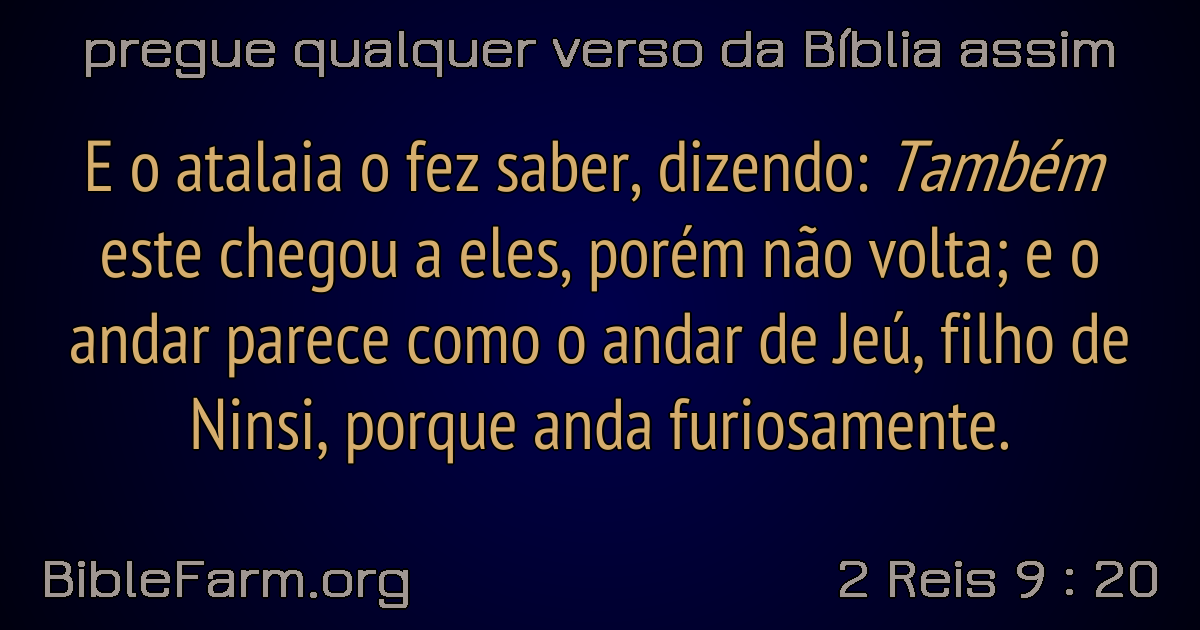 pregue qualquer verso da Bíblia assim
E o atalaia o fez saber, dizendo: Também
este chegou a eles, porém não volta; e o
andar parece como o andar de Jeú, filho de
Ninsi, porque anda furiosamente.
BibleFarm.org
2 Reis 9 : 20